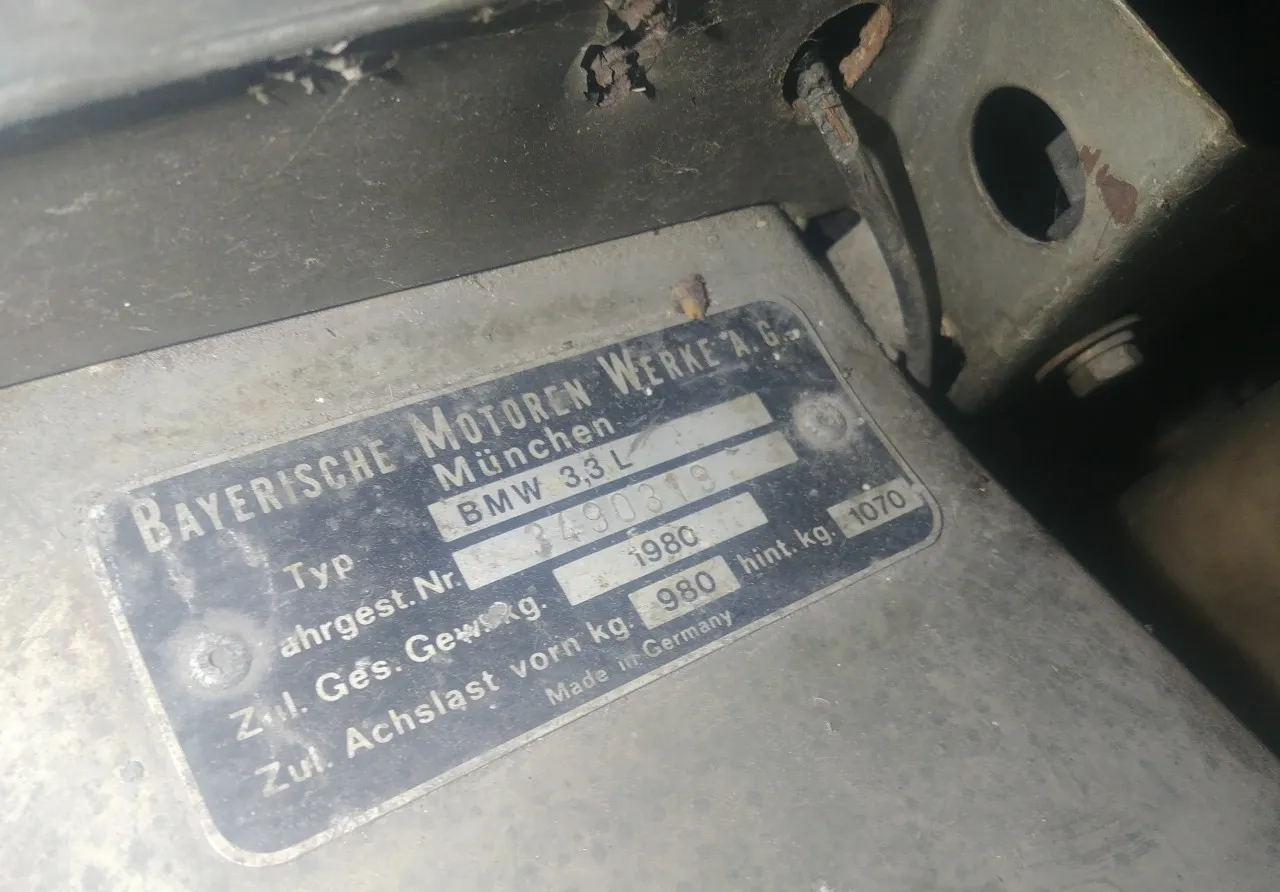 BAYERISCHE MOTOREN WERKE A.G.
München
Typ BMW 3,3 L
ahrgest. Nr. 3490319
Zul. Ges. Gew. kg. 1980
Zul. Achslast vorn kg. 980 hint. kg. 1070
Made in Germany